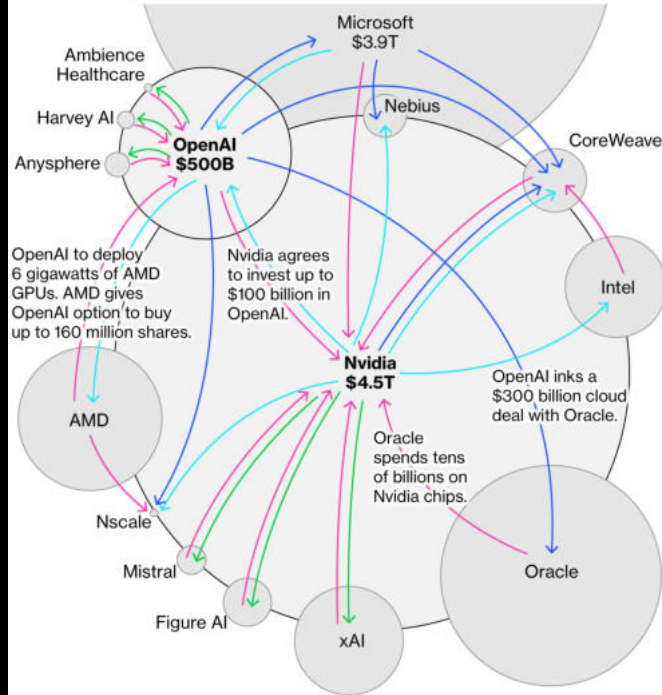 Microsoft
$3.9T
Ambience
Healthcare
Harvey AI
Anysphere
OpenAI
$500B
Nebius
CoreWeave
OpenAI to deploy
6 gigawatts of AMD
GPUs. AMD gives
OpenAI option to buy
up to 160 million shares.
Nvidia agrees
to invest up to
$100 billion in
OpenAI.
Intel
Nvidia
$4.5T
OpenAI inks a
$300 billion cloud
deal with Oracle.
AMD
Oracle
spends tens
of billions on
Nvidia chips.
Nscale
Mistral
Figure AI
xAI
Oracle